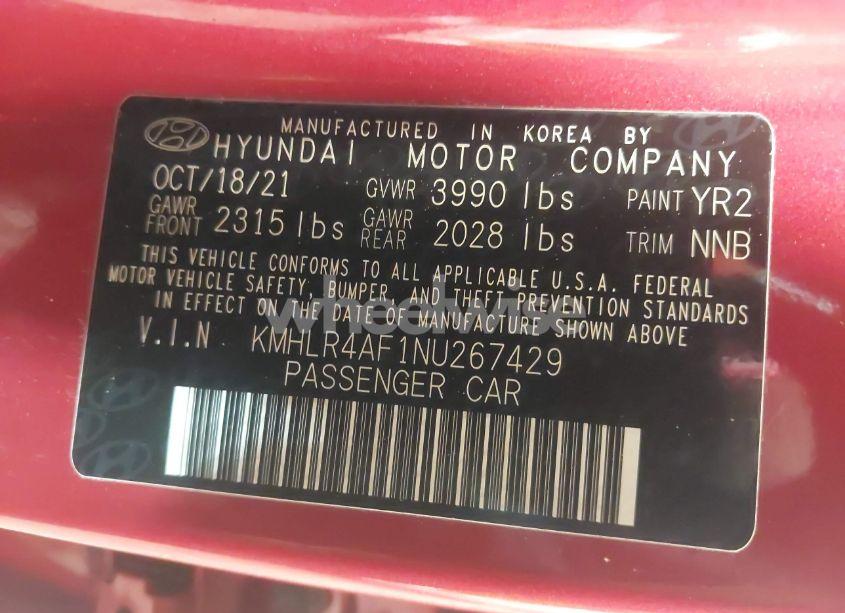 MANUFACTURED IN KOREA BY
HYUNDAI MOTOR COMPANY
OCT/18/21 GVWR 3990 lbs PAINT YR2
GAWR FRONT 2315 lbs GAWR REAR 2028 lbs TRIM NNB
THIS VEHICLE CONFORMS TO ALL APPLICABLE U.S.A. FEDERAL
MOTOR VEHICLE SAFETY, BUMPER, AND THEFT PREVENTION STANDARDS
IN EFFECT ON THE DATE OF MANUFACTURE SHOWN ABOVE
wheelwise
V.I.N KMHLR4AF1NU267429
PASSENGER CAR